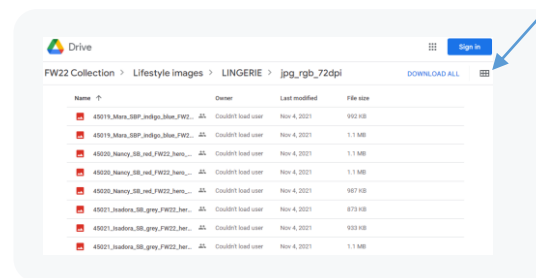 Drive
Sign in
FW22 Collection > Lifestyle images > LINGERIE > jpg_rgb_72dpi
DOWNLOAD ALL
Name ↑ Owner Last modified File size
45019_Mara_SBP_indigo_blue_FW2... Couldn't load user Nov 4, 2021 992 KB
45019_Mara_SBP_indigo_blue_FW2... Couldn't load user Nov 4, 2021 1.1 MB
45020_Nancy_SB_red_FW22_hero_... Couldn't load user Nov 4, 2021 1.1 MB
45020_Nancy_SB_red_FW22_hero_... Couldn't load user Nov 4, 2021 1.1 MB
45020_Nancy_SB_red_FW22_hero_... Couldn't load user Nov 4, 2021 987 KB
45021_Isadora_SB_grey_FW22_her... Couldn't load user Nov 4, 2021 873 KB
45021_Isadora_SB_grey_FW22_her... Couldn't load user Nov 4, 2021 933 KB
45021_Isadora_SB_grey_FW22_her... Couldn't load user Nov 4, 2021 1.1 MB